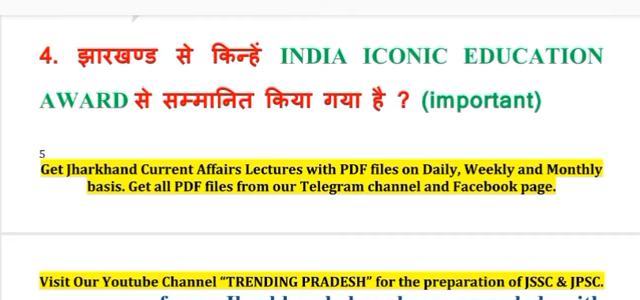 4. झारखण्ड से किन्हें INDIA ICONIC EDUCATION
AWARD से सम्मानित किया गया है ? (important)
5
Get Jharkhand Current Affairs Lectures with PDF files on Daily, Weekly and Monthly
basis. Get all PDF files from our Telegram channel and Facebook page.
Visit Our Youtube Channel “TRENDING PRADESH” for the preparation of JSSC & JPSC.